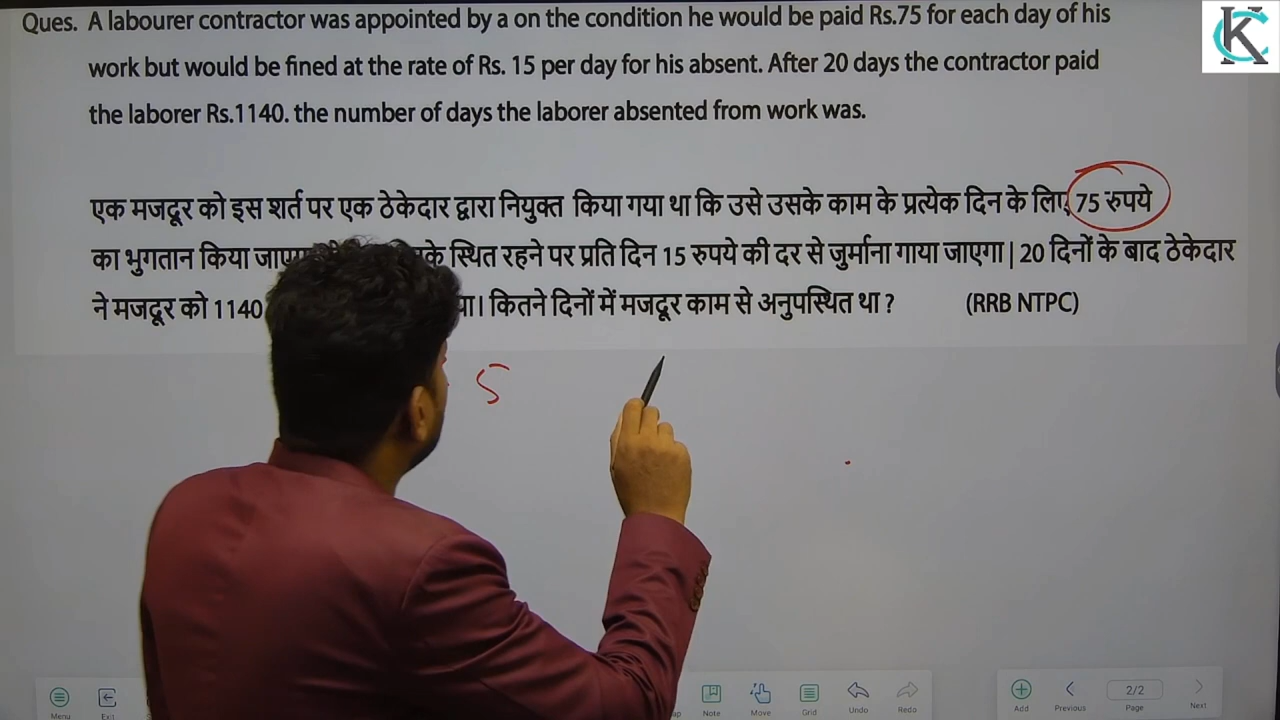 Ques. A labourer contractor was appointed by a on the condition he would be paid Rs.75 for each day of his
work but would be fined at the rate of Rs. 15 per day for his absent. After 20 days the contractor paid
the laborer Rs.1140. the number of days the laborer absented from work was.
एक मजदूर को इस शर्त पर एक ठेकेदार द्वारा नियुक्त किया गया था कि उसे उसके काम के प्रत्येक दिन के लिए 75 रुपये
का भुगतान किया स्थित रहने पर प्रति दिन 15 रुपये की दर से जुर्माना गाया जाएगा | 20 दिनों के बाद ठेकेदार
ने मजदूर को 1140 कितने दिनों में मजदूर काम से अनुपस्थित था ? (RRB NTPC)
5
KC
Menu Note Move Grid Undo Redo Add Previous 2/2 Page Next